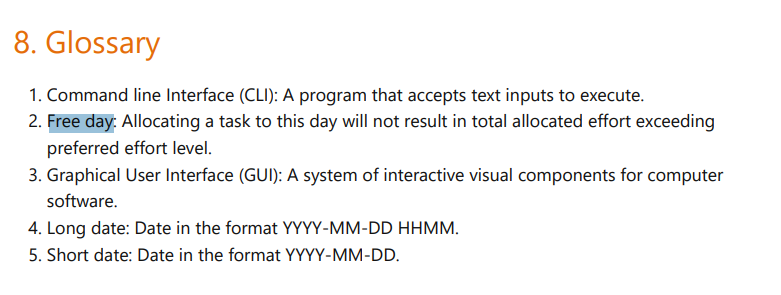 8. Glossary
1. Command line Interface (CLI): A program that accepts text inputs to execute.
2. Free day: Allocating a task to this day will not result in total allocated effort exceeding
preferred effort level.
3. Graphical User Interface (GUI): A system of interactive visual components for computer
software.
4. Long date: Date in the format YYYY-MM-DD HHMM.
5. Short date: Date in the format YYYY-MM-DD.